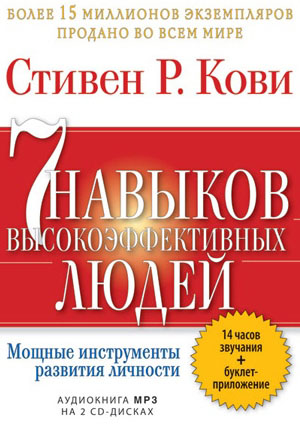 БОЛЕЕ 15 МИЛЛИОНОВ ЭКЗЕМПЛЯРОВ
ПРОДАНО ВО ВСЕМ МИРЕ
Стивен Р. Кови
7 НАВЫКОВ
ВЫСОКОЭФФЕКТИВНЫХ
ЛЮДЕЙ
Мощные инструменты
развития личности
АУДИОКНИГА MP3
НА 2 CD-ДИСКАХ
14 часов
звучания
+
буклет-
приложение